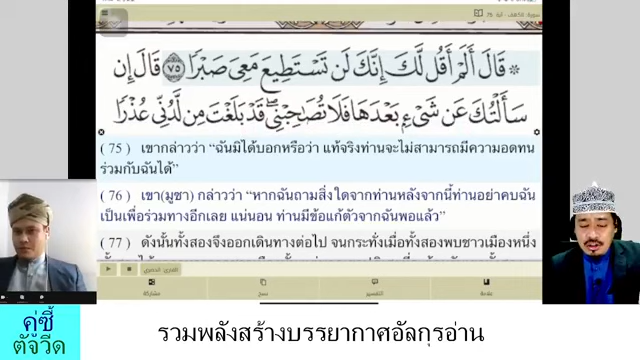 سورة: الكهف - آية: 75
۞ قَالَ أَلَمْ أَقُل لَّكَ إِنَّكَ لَن تَسْتَطِيعَ مَعِيَ صَبْرًا ٧٥ قَالَ إِن
سَأَلْتُكَ عَن شَيْءٍ بَعْدَهَا فَلَا تُصَاحِبْنِي ۖ قَدْ بَلَغْتَ مِن لَّدُنِّي عُذْرًا
( 75 ) เขากล่าวว่า “ฉันมิได้บอกหรือว่า แท้จริงท่านจะไม่สามารถมีความอดทน
ร่วมกับฉันได้”
( 76 ) เขา(มูซา) กล่าวว่า “หากฉันถามสิ่งใดจากท่านหลังจากนี้ท่านอย่าคบฉัน
เป็นเพื่อร่วมทางอีกเลย แน่นอน ท่านมีข้อแก้ตัวจากฉันพอแล้ว”
( 77 ) ดังนั้นทั้งสองจึงออกเดินทางต่อไป จนกระทั่งเมื่อทั้งสองพบชาวเมืองหนึ่ง
القارئ: الحصري
مشاركة نسخ التفسير علامة
คู่ซี้
ตัจวีด
รวมพลังสร้างบรรยากาศอัลกุรอ่าน